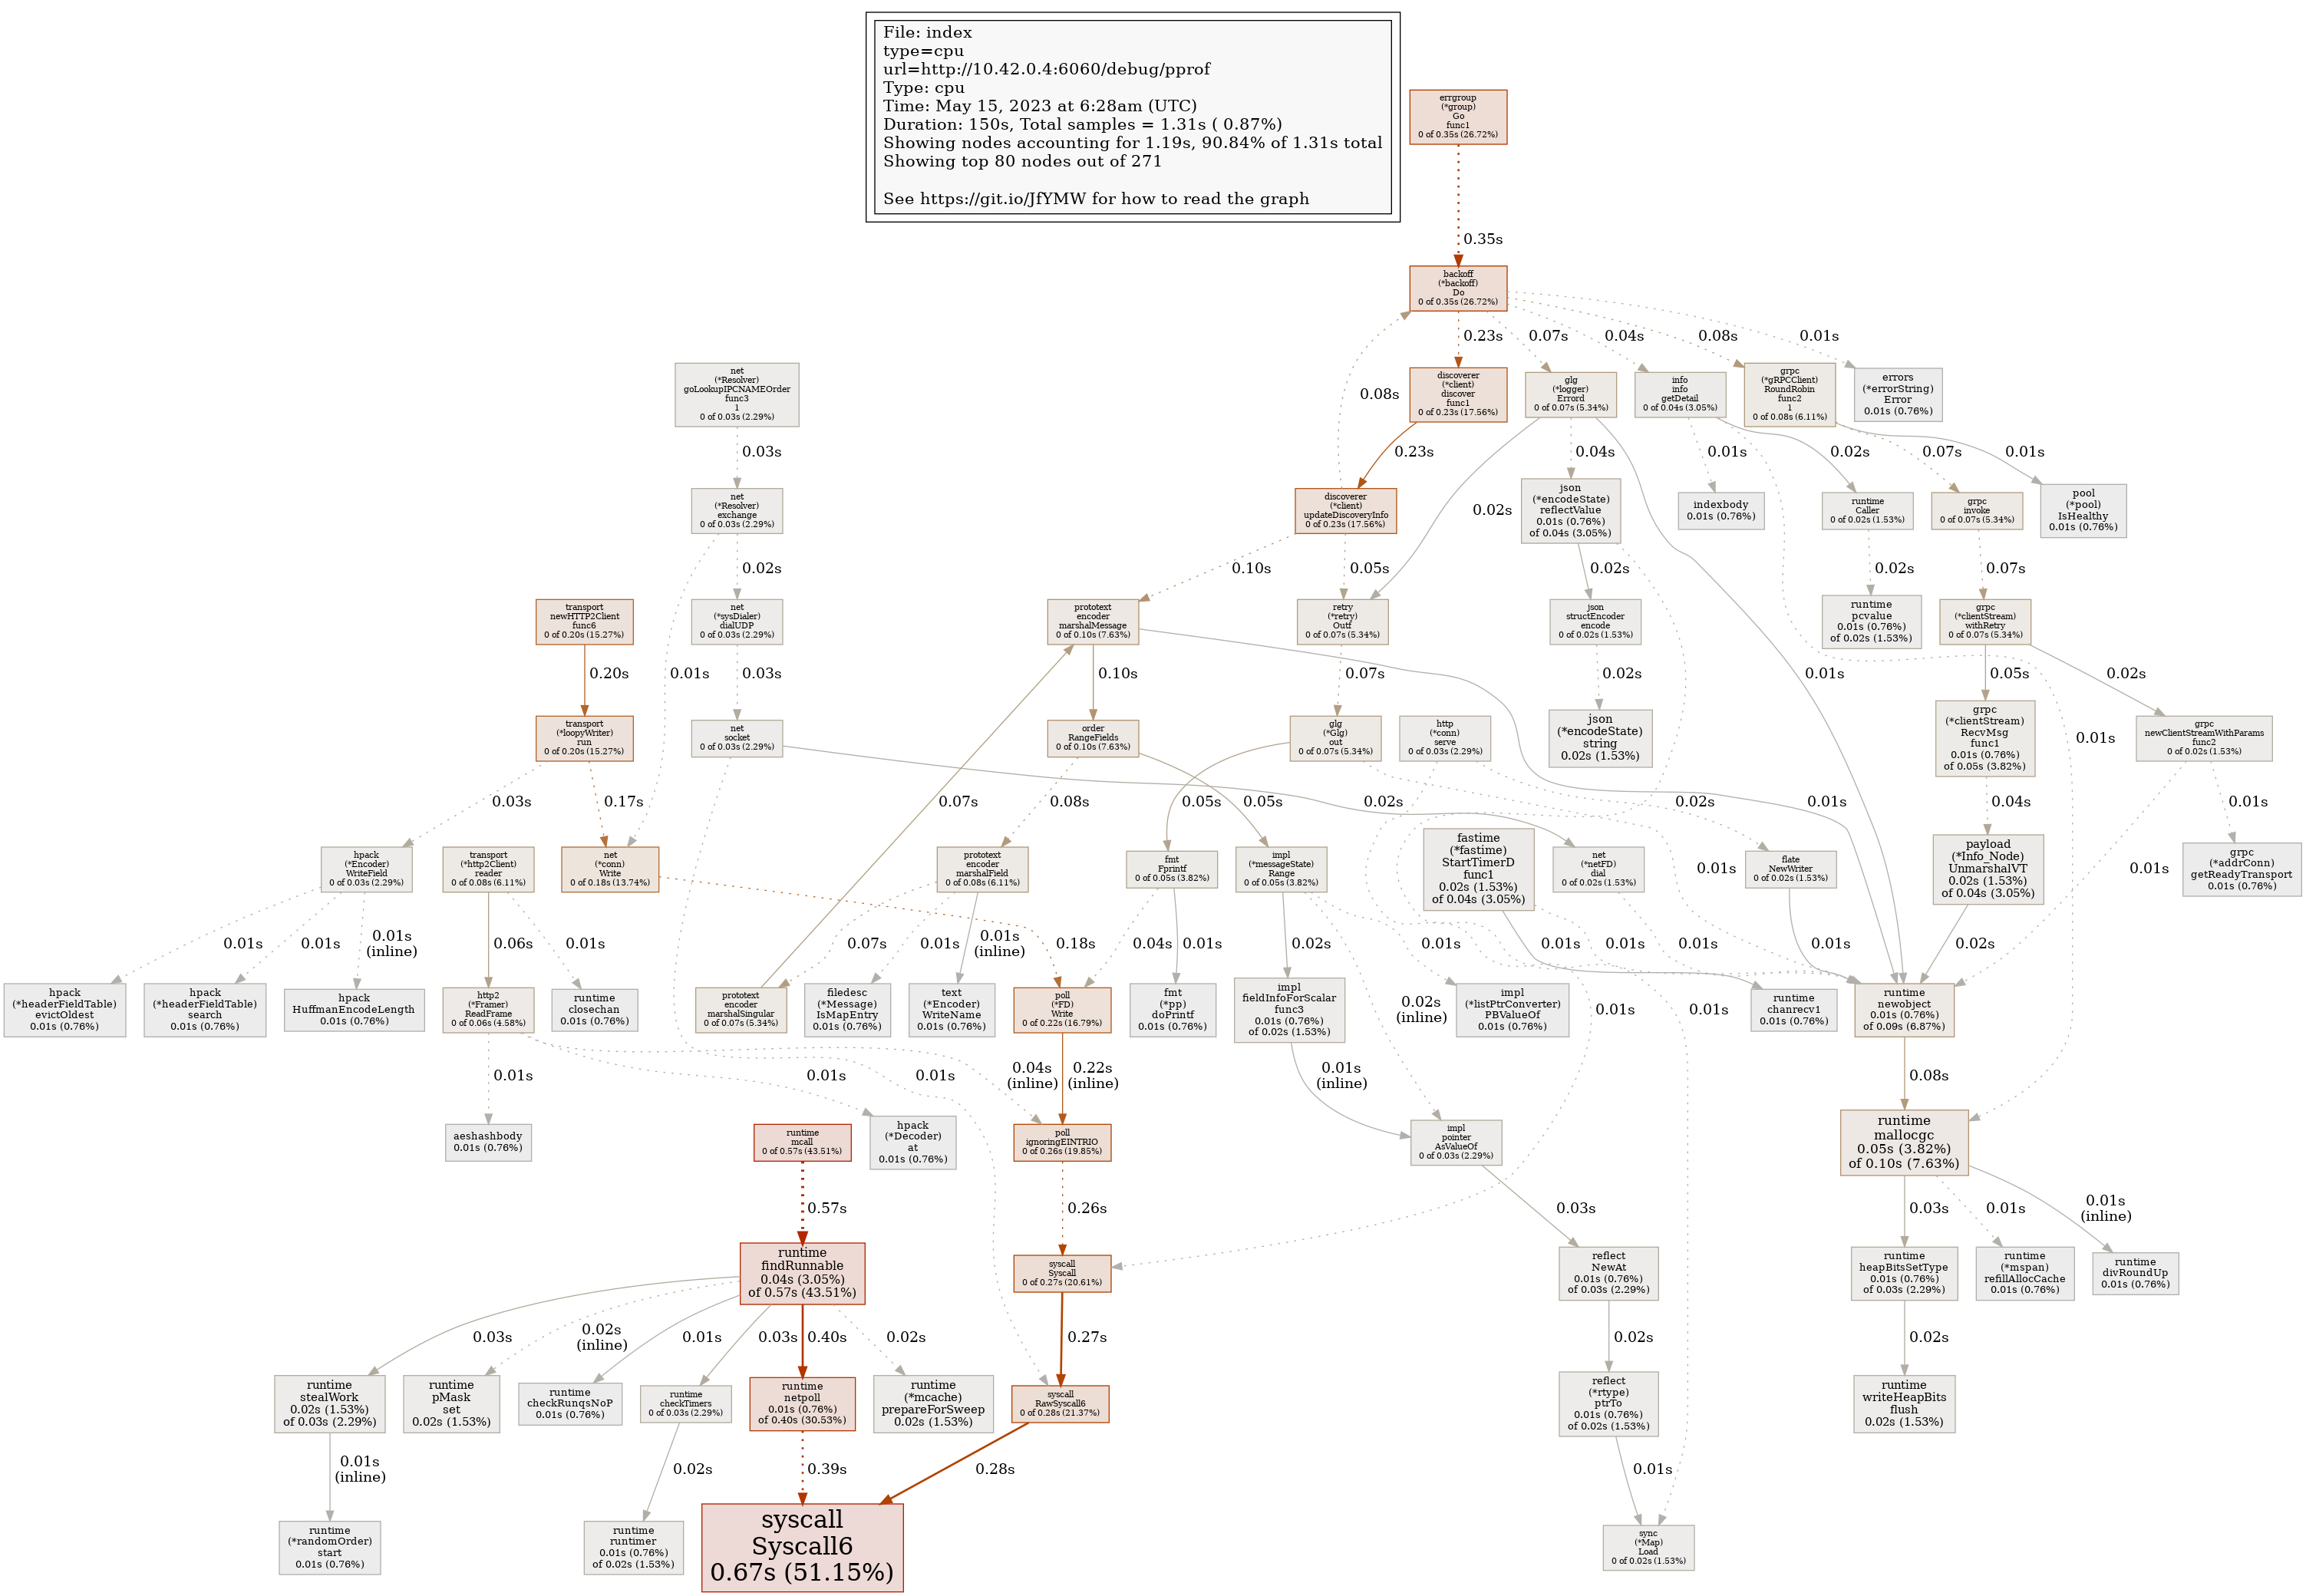 File: index
type=cpu
url=http://10.42.0.4:6060/debug/pprof
Type: cpu
Time: May 15, 2023 at 6:28am (UTC)
Duration: 150s, Total samples = 1.31s ( 0.87%)
Showing nodes accounting for 1.19s, 90.84% of 1.31s total
Showing top 80 nodes out of 271
See https://git.io/JfYMW for how to read the graph
errgroup
(*group)
Go
func1
0 of 0.35s (26.72%)
0.35s
backoff
(*backoff)
Do
0 of 0.35s (26.72%)
0.08s
0.23s
0.07s
0.04s
0.08s
0.01s
net
(*Resolver)
goLookupIPCNAMEOrder
func3
1
0 of 0.03s (2.29%)
discoverer
(*client)
discover
func1
0 of 0.23s (17.56%)
glg
(*logger)
Errord
0 of 0.07s (5.34%)
info
info
getDetail
0 of 0.04s (3.05%)
grpc
(*gRPCClient)
RoundRobin
func2
1
0 of 0.08s (6.11%)
errors
(*errorString)
Error
0.01s (0.76%)
0.03s
0.23s
0.02s
0.04s
0.01s
0.02s
0.07s
0.01s
net
(*Resolver)
exchange
0 of 0.03s (2.29%)
discoverer
(*client)
updateDiscoveryInfo
0 of 0.23s (17.56%)
json
(*encodeState)
reflectValue
0.01s (0.76%)
of 0.04s (3.05%)
indexbody
0.01s (0.76%)
runtime
Caller
0 of 0.02s (1.53%)
grpc
invoke
0 of 0.07s (5.34%)
pool
(*pool)
IsHealthy
0.01s (0.76%)
0.02s
0.10s
0.05s
0.02s
0.02s
0.07s
transport
newHTTP2Client
func6
0 of 0.20s (15.27%)
net
(*sysDialer)
dialUDP
0 of 0.03s (2.29%)
prototext
encoder
marshalMessage
0 of 0.10s (7.63%)
retry
(*retry)
Outf
0 of 0.07s (5.34%)
json
structEncoder
encode
0 of 0.02s (1.53%)
runtime
pcvalue
0.01s (0.76%)
of 0.02s (1.53%)
grpc
(*clientStream)
withRetry
0 of 0.07s (5.34%)
0.20s
0.01s
0.03s
0.10s
0.07s
0.02s
0.01s
0.05s
0.02s
transport
(*loopyWriter)
run
0 of 0.20s (15.27%)
net
socket
0 of 0.03s (2.29%)
order
RangeFields
0 of 0.10s (7.63%)
glg
(*Glg)
out
0 of 0.07s (5.34%)
http
(*conn)
serve
0 of 0.03s (2.29%)
json
(*encodeState)
string
0.02s (1.53%)
0.01s
grpc
(*clientStream)
RecvMsg
func1
0.01s (0.76%)
of 0.05s (3.82%)
grpc
newClientStreamWithParams
func2
0 of 0.02s (1.53%)
0.03s
0.17s
0.07s
0.08s
0.05s
0.05s
0.02s
0.02s
0.01s
0.04s
0.01s
hpack
(*Encoder)
WriteField
0 of 0.03s (2.29%)
transport
(*http2Client)
reader
0 of 0.08s (6.11%)
net
(*conn)
Write
0 of 0.18s (13.74%)
prototext
encoder
marshalField
0 of 0.08s (6.11%)
fmt
Fprintf
0 of 0.05s (3.82%)
impl
(*messageState)
Range
0 of 0.05s (3.82%)
fastime
(*fastime)
StartTimerD
func1
0.02s (1.53%)
of 0.04s (3.05%)
net
(*netFD)
dial
0 of 0.02s (1.53%)
0.01s
flate
NewWriter
0 of 0.02s (1.53%)
payload
(*Info_Node)
UnmarshalVT
0.02s (1.53%)
of 0.04s (3.05%)
0.01s
grpc
(*addrConn)
getReadyTransport
0.01s (0.76%)
0.01s
0.01s
0.01s
(inline)
0.06s
0.01s
0.07s
0.01s
0.01s
(inline)
0.18s
0.04s
0.01s
0.02s
0.01s
0.01s
0.01s
0.01s
0.01s
0.02s
hpack
(*headerFieldTable)
evictOldest
0.01s (0.76%)
hpack
(*headerFieldTable)
search
0.01s (0.76%)
hpack
HuffmanEncodeLength
0.01s (0.76%)
http2
(*Framer)
ReadFrame
0 of 0.06s (4.58%)
runtime
closechan
0.01s (0.76%)
prototext
encoder
marshalSingular
0 of 0.07s (5.34%)
filedesc
(*Message)
IsMapEntry
0.01s (0.76%)
text
(*Encoder)
WriteName
0.01s (0.76%)
poll
(*FD)
Write
0 of 0.22s (16.79%)
fmt
(*pp)
doPrintf
0.01s (0.76%)
impl
fieldInfoForScalar
func3
0.01s (0.76%)
of 0.02s (1.53%)
0.02s
(inline)
impl
(*listPtrConverter)
PBValueOf
0.01s (0.76%)
0.01s
0.01s
runtime
chanrecv1
0.01s (0.76%)
runtime
newobject
0.01s (0.76%)
of 0.09s (6.87%)
0.01s
0.01s
0.01s
0.04s
(inline)
0.22s
(inline)
0.01s
(inline)
0.08s
aeshashbody
0.01s (0.76%)
runtime
mcall
0 of 0.57s (43.51%)
hpack
(*Decoder)
at
0.01s (0.76%)
poll
ignoringEINTRIO
0 of 0.26s (19.85%)
impl
pointer
AsValueOf
0 of 0.03s (2.29%)
runtime
mallocgc
0.05s (3.82%)
of 0.10s (7.63%)
0.57s
0.26s
0.03s
0.03s
0.01s
0.01s
(inline)
runtime
findRunnable
0.04s (3.05%)
of 0.57s (43.51%)
syscall
Syscall
0 of 0.27s (20.61%)
reflect
NewAt
0.01s (0.76%)
of 0.03s (2.29%)
runtime
heapBitsSetType
0.01s (0.76%)
of 0.03s (2.29%)
runtime
(*mspan)
refillAllocCache
0.01s (0.76%)
runtime
divRoundUp
0.01s (0.76%)
0.03s
0.02s
(inline)
0.01s
0.03s
0.40s
0.02s
0.27s
0.02s
0.02s
runtime
stealWork
0.02s (1.53%)
of 0.03s (2.29%)
runtime
pMask
set
0.02s (1.53%)
runtime
checkRunqsNoP
0.01s (0.76%)
runtime
checkTimers
0 of 0.03s (2.29%)
runtime
netpoll
0.01s (0.76%)
of 0.40s (30.53%)
runtime
(*mcache)
prepareForSweep
0.02s (1.53%)
syscall
RawSyscall6
0 of 0.28s (21.37%)
reflect
(*rtype)
ptrTo
0.01s (0.76%)
of 0.02s (1.53%)
runtime
writeHeapBits
flush
0.02s (1.53%)
0.01s
(inline)
0.02s
0.39s
0.28s
0.01s
runtime
(*randomOrder)
start
0.01s (0.76%)
runtime
runtimer
0.01s (0.76%)
of 0.02s (1.53%)
syscall
Syscall6
0.67s (51.15%)
sync
(*Map)
Load
0 of 0.02s (1.53%)